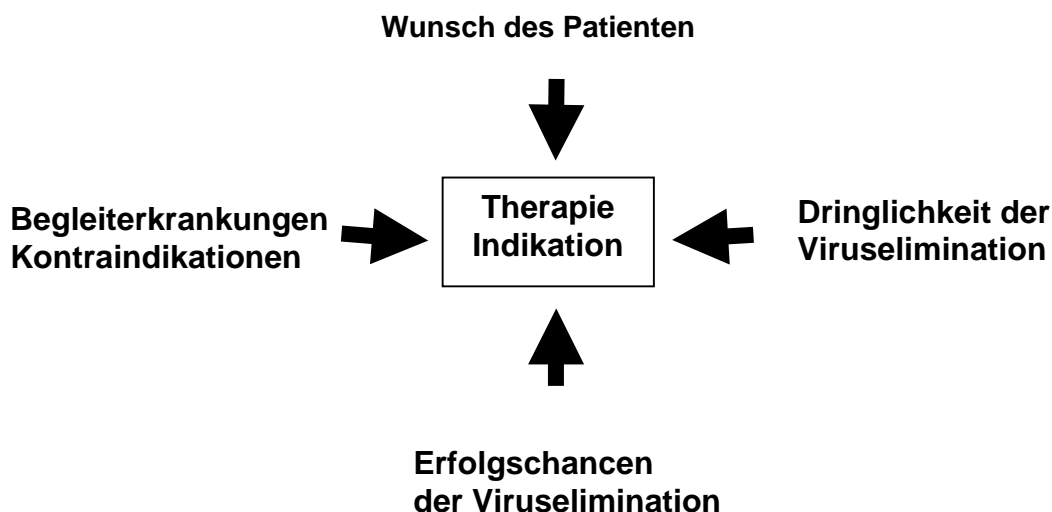 Wunsch des Patienten
Therapie
Indikation
Begleiterkrankungen
Kontraindikationen
Dringlichkeit der
Viruselimination
Erfolgschancen
der Viruselimination